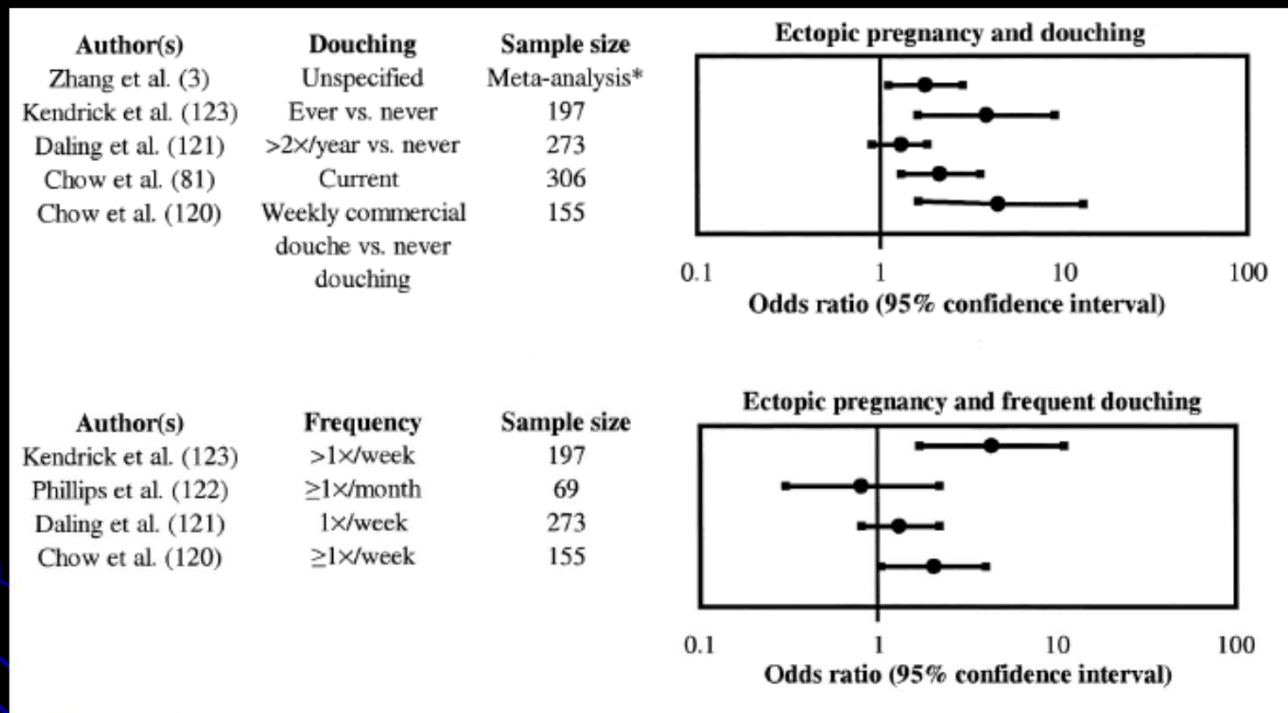 Author(s) Douching Sample size
Zhang et al. (3) Unspecified Meta-analysis*
Kendrick et al. (123) Ever vs. never 197
Daling et al. (121) >2×/year vs. never 273
Chow et al. (81) Current 306
Chow et al. (120) Weekly commercial 155
douche vs. never
douching
Ectopic pregnancy and douching
0.1 1 10 100
Odds ratio (95% confidence interval)
Author(s) Frequency Sample size
Kendrick et al. (123) >1×/week 197
Phillips et al. (122) ≥1×/month 69
Daling et al. (121) 1×/week 273
Chow et al. (120) ≥1×/week 155
Ectopic pregnancy and frequent douching
0.1 1 10 100
Odds ratio (95% confidence interval)